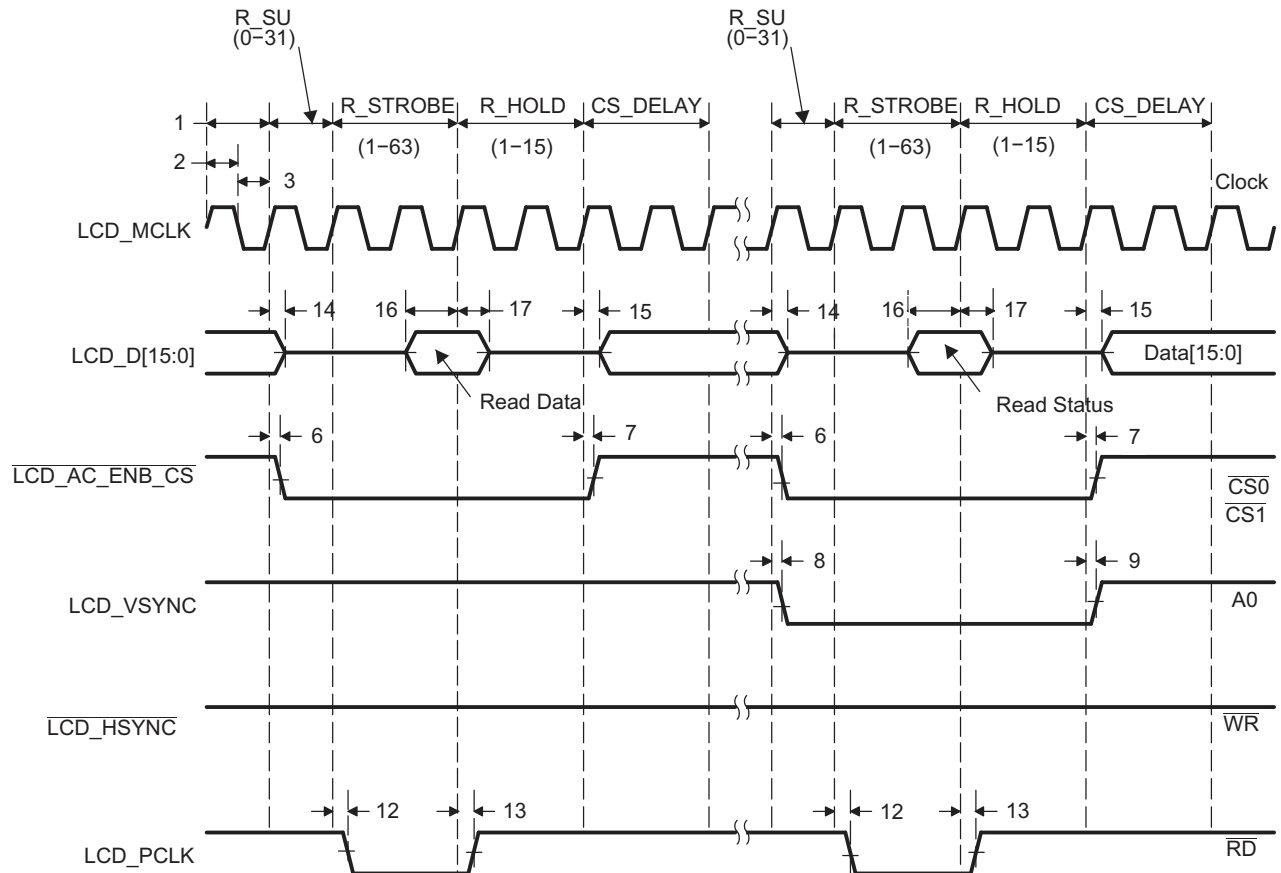 R_SU
(0−31)
R_SU
(0−31)
R_STROBE R_HOLD CS_DELAY R_STROBE R_HOLD CS_DELAY
1
(1−63) (1−15) (1−63) (1−15)
2
3 Clock
LCD_MCLK
14 16 17 15 14 16 17 15
LCD_D[15:0] Data[15:0]
Read Data Read Status
6 7 6 7
LCD_AC_ENB_CS CS0
CS1
8 9
LCD_VSYNC A0
LCD_HSYNC WR
12 13 12 13
LCD_PCLK RD